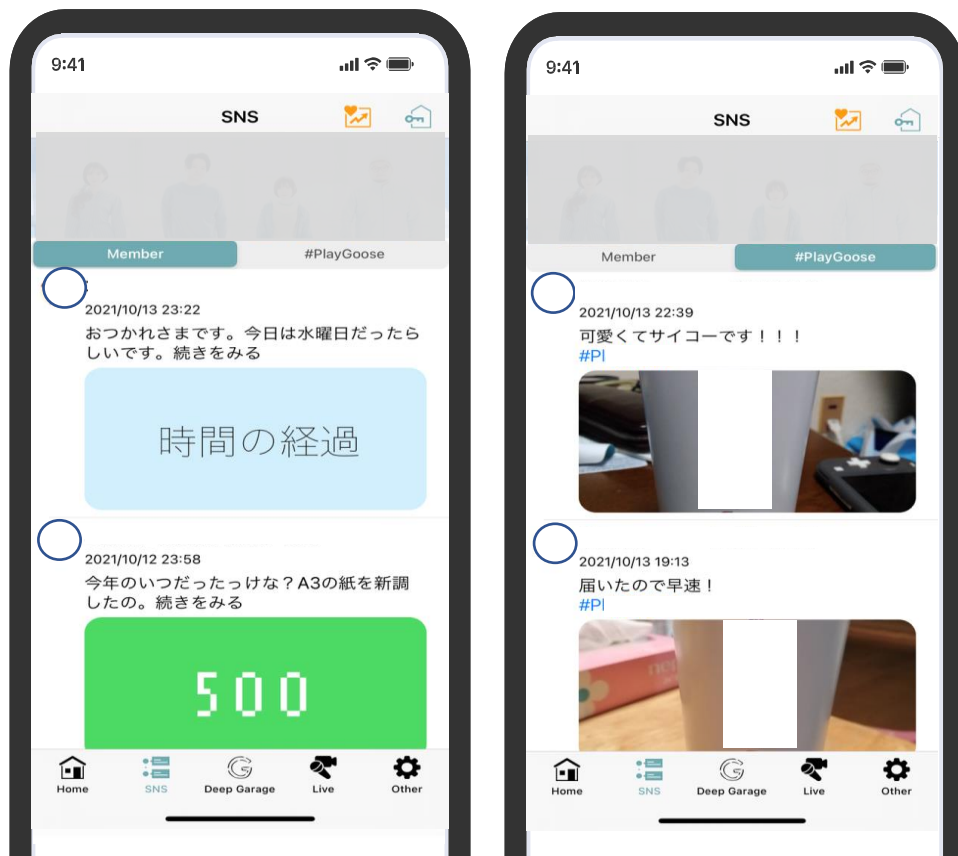 9:41
SNS
Member
#PlayGoose
2021/10/13 23:22
おつかれさまです。今日は水曜日だったら
しいです。続きをみる
時間の経過
2021/10/12 23:58
今年のいつだったっけな？A3の紙を新調
したの。続きをみる
500
Home
SNS
Deep Garage
Live
Other
9:41
SNS
Member
#PlayGoose
2021/10/13 22:39
可愛くてサイコーです！！！
#Pl
2021/10/13 19:13
届いたので早速！
#Pl
Home
SNS
Deep Garage
Live
Other